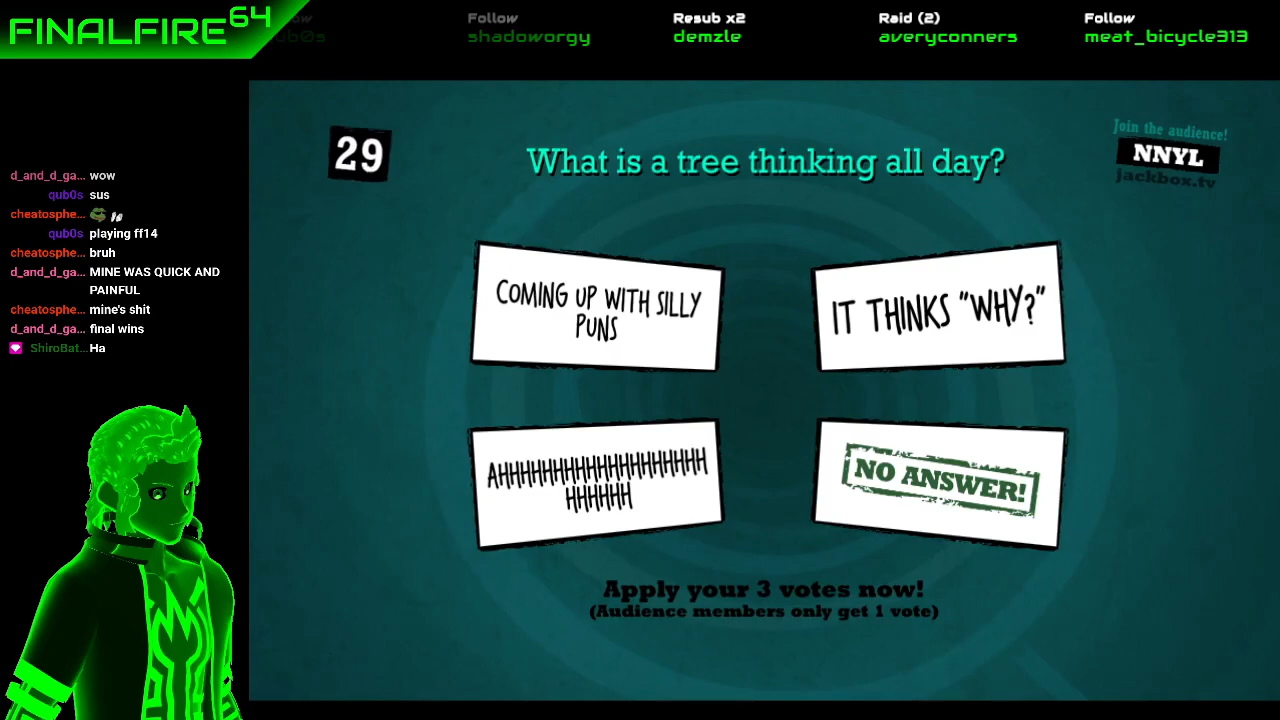 FINALFIRE64
Follow
shadoworgy
Resub x2
demzle
Raid (2)
averyconners
Follow
meat_bicycle313
29
What is a tree thinking all day?
Join the audience!
NNYL
jackbox.tv
d_and_d_ga... wow
qub0s sus
cheatosphe...
qub0s playing ff14
cheatosphe... bruh
d_and_d_ga... MINE WAS QUICK AND
PAINFUL
cheatosphe... mine's shit
d_and_d_ga... final wins
ShiroBat... Ha
COMING UP WITH SILLY
PUNS
IT THINKS "WHY?"
AHHHHHHHHHHHHHHHHHHH
HHHHHH
NO ANSWER!
Apply your 3 votes now!
(Audience members only get 1 vote)